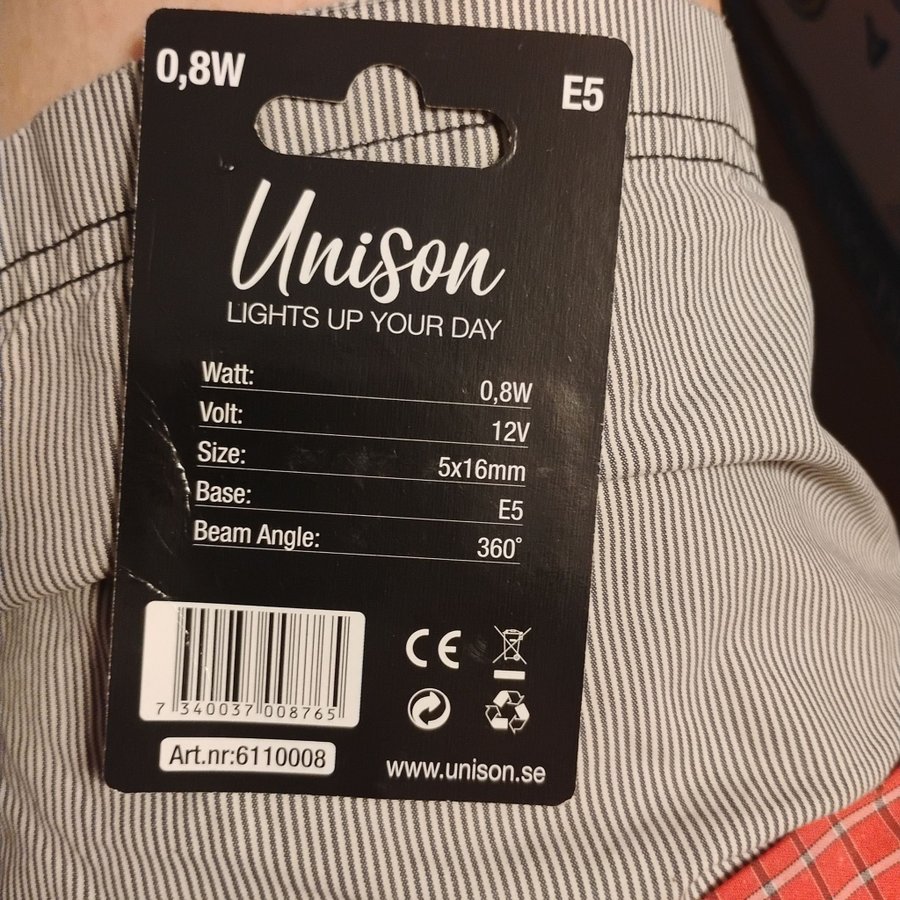 0,8W
E5
Unison
LIGHTS UP YOUR DAY
Watt: 0,8W
Volt: 12V
Size: 5x16mm
Base: E5
Beam Angle: 360°
7 340037 008765
CE
Art.nr:6110008
www.unison.se